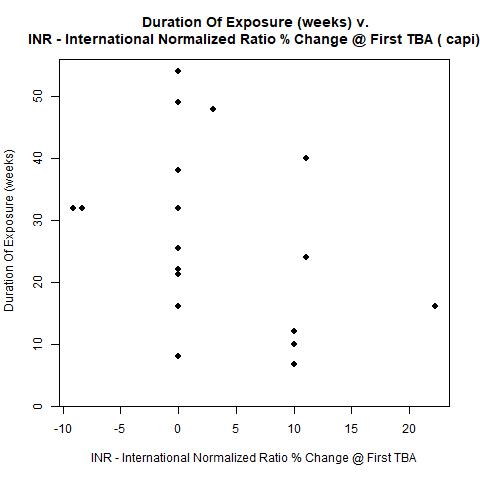 Duration Of Exposure (weeks) v.
INR - International Normalized Ratio % Change @ First TBA ( capi)
Duration Of Exposure (weeks)
50
40
30
20
10
0
-10 -5 0 5 10 15 20
INR - International Normalized Ratio % Change @ First TBA